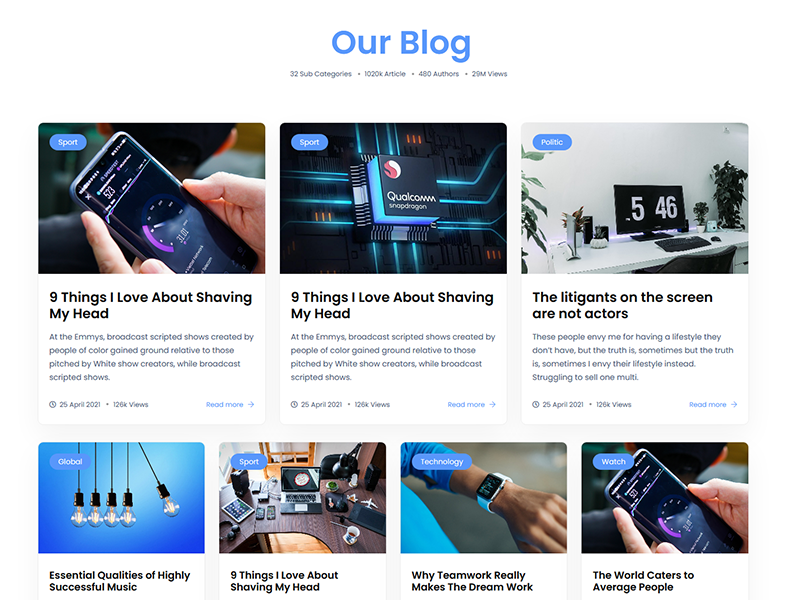 Our Blog
32 Sub Categories • 1020k Article • 480 Authors • 29M Views
Sport
Sport
Politic
SPEEDTEST
523
31.01
Qualcomm
snapdragon
5 46
9 Things I Love About Shaving
My Head
At the Emmys, broadcast scripted shows created by
people of color gained ground relative to those
pitched by White show creators, while broadcast
scripted shows.
25 April 2021 • 126k Views
Read more →
9 Things I Love About Shaving
My Head
At the Emmys, broadcast scripted shows created by
people of color gained ground relative to those
pitched by White show creators, while broadcast
scripted shows.
25 April 2021 • 126k Views
Read more →
The litigants on the screen
are not actors
These people envy me for having a lifestyle they
don't have, but the truth is, sometimes but the truth
is, sometimes I envy their lifestyle instead.
Struggling to sell one multi.
25 April 2021 • 126k Views
Read more →
Global
Sport
Technology
Watch
Essential Qualities of Highly
Successful Music
9 Things I Love About
Shaving My Head
Why Teamwork Really
Makes The Dream Work
The World Caters to
Average People